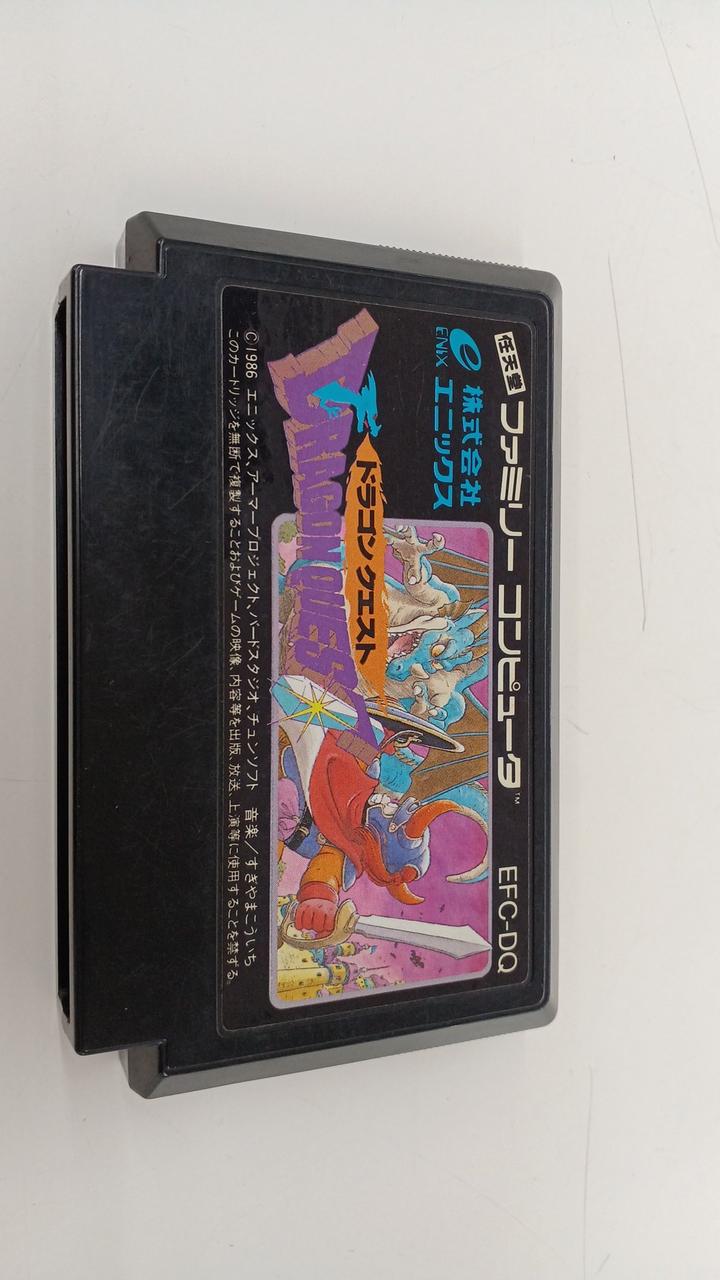 任天堂 ファミリー コンピュータ™
EFC-DQ
ENIX
株式会社
エニックス
ドラゴン クエスト
DRAGON QUEST
©1986 エニックス、アーマープロジェクト、バードスタジオ、チュンソフト 音楽/すぎやまこういち
このカートリッジを無断で複製することおよびゲームの映像、内容等を出版、放送、上演等に使用することを禁ずる。